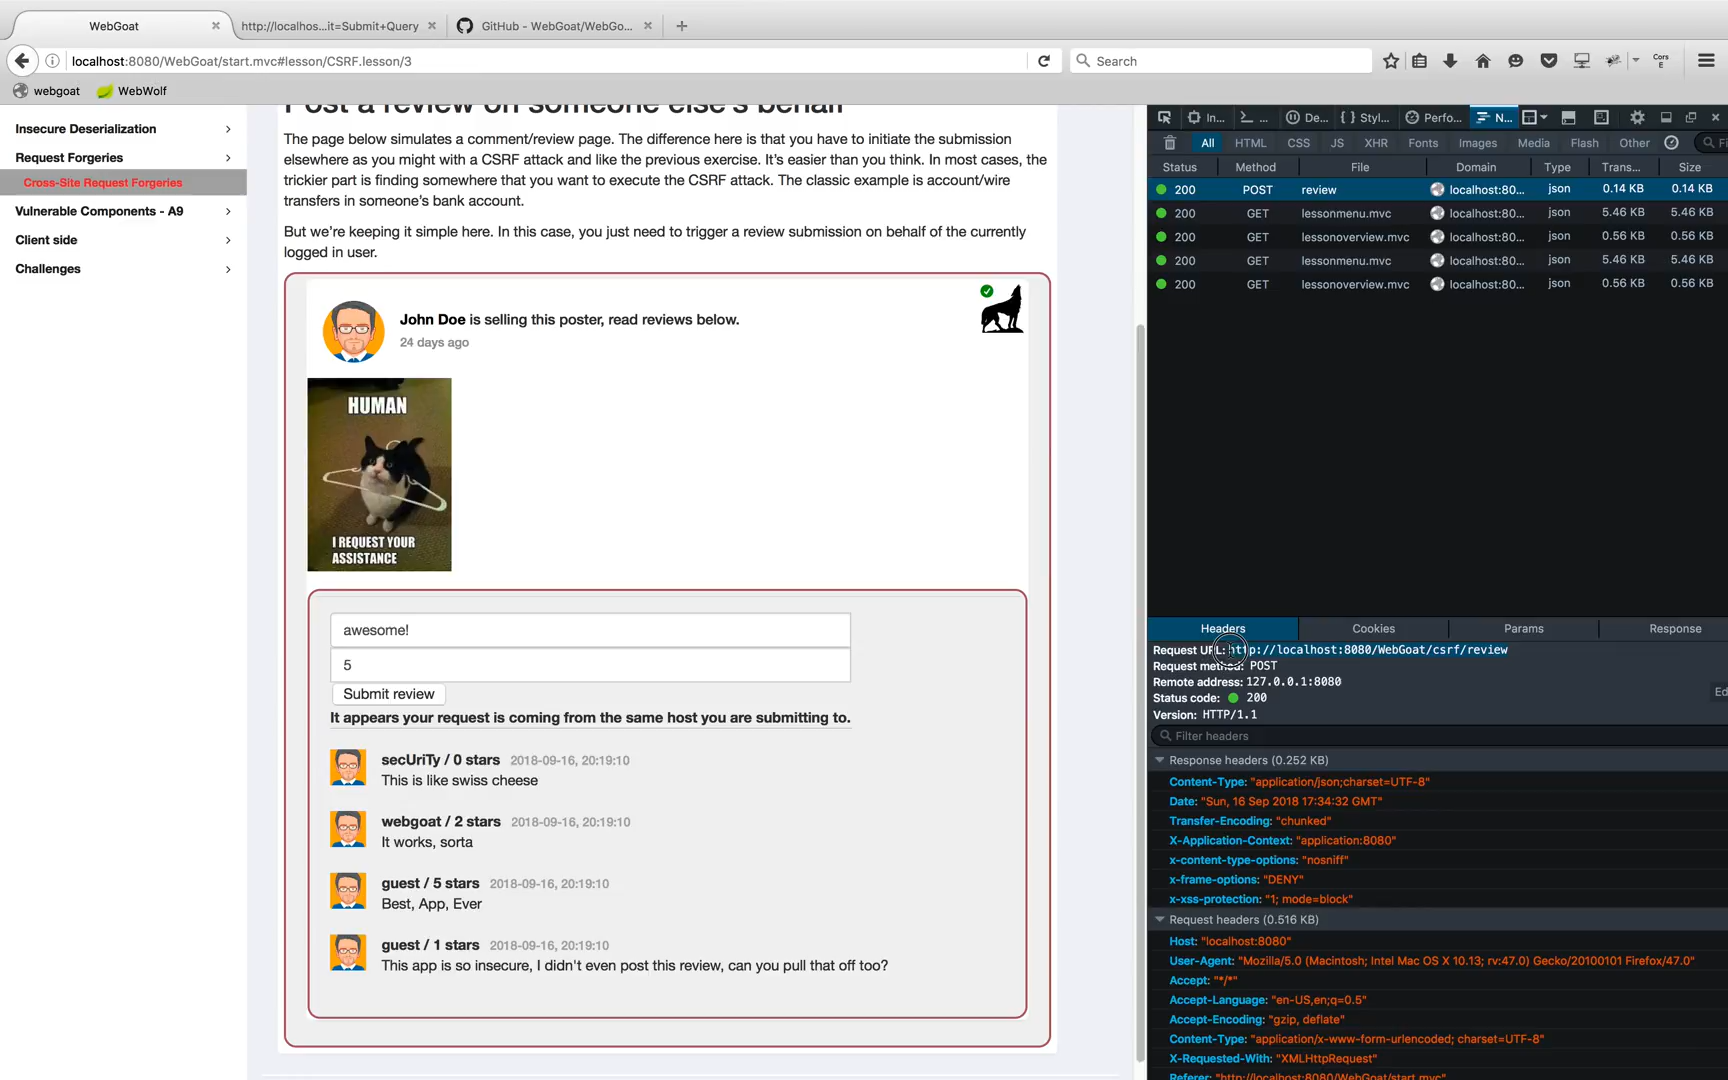 WebGoat
http://localhos...it=Submit+Query
GitHub - WebGoat/WebGo...
localhost:8080/WebGoat/start.mvc#lesson/CSRF.lesson/3
Search
Cors
E
webgoat
WebWolf
Insecure Deserialization
Request Forgeries
Cross-Site Request Forgeries
Vulnerable Components - A9
Client side
Challenges
Post a review on someone else's behalf
The page below simulates a comment/review page. The difference here is that you have to initiate the submission
elsewhere as you might with a CSRF attack and like the previous exercise. It's easier than you think. In most cases, the
trickier part is finding somewhere that you want to execute the CSRF attack. The classic example is account/wire
transfers in someone's bank account.
But we're keeping it simple here. In this case, you just need to trigger a review submission on behalf of the currently
logged in user.
John Doe is selling this poster, read reviews below.
24 days ago
HUMAN
I REQUEST YOUR
ASSISTANCE
awesome!
5
Submit review
It appears your request is coming from the same host you are submitting to.
secUriTy / 0 stars 2018-09-16, 20:19:10
This is like swiss cheese
webgoat / 2 stars 2018-09-16, 20:19:10
It works, sorta
guest / 5 stars 2018-09-16, 20:19:10
Best, App, Ever
guest / 1 stars 2018-09-16, 20:19:10
This app is so insecure, I didn't even post this review, can you pull that off too?
In... ... De... Styl... Perfo... N...
All HTML CSS JS XHR Fonts Images Media Flash Other Fi
Status Method File Domain Type Trans... Size
200 POST review localhost:80... json 0.14 KB 0.14 KB
200 GET lessonmenu.mvc localhost:80... json 5.46 KB 5.46 KB
200 GET lessonoverview.mvc localhost:80... json 0.56 KB 0.56 KB
200 GET lessonmenu.mvc localhost:80... json 5.46 KB 5.46 KB
200 GET lessonoverview.mvc localhost:80... json 0.56 KB 0.56 KB
Headers Cookies Params Response
Request URL: http://localhost:8080/WebGoat/csrf/review
Request method: POST
Remote address: 127.0.0.1:8080
Status code: 200
Ed
Version: HTTP/1.1
Filter headers
Response headers (0.252 KB)
Content-Type: "application/json;charset=UTF-8"
Date: "Sun, 16 Sep 2018 17:34:32 GMT"
Transfer-Encoding: "chunked"
X-Application-Context: "application:8080"
x-content-type-options: "nosniff"
x-frame-options: "DENY"
x-xss-protection: "1; mode=block"
Request headers (0.516 KB)
Host: "localhost:8080"
User-Agent: "Mozilla/5.0 (Macintosh; Intel Mac OS X 10.13; rv:47.0) Gecko/20100101 Firefox/47.0"
Accept: "*/*"
Accept-Language: "en-US,en;q=0.5"
Accept-Encoding: "gzip, deflate"
Content-Type: "application/x-www-form-urlencoded; charset=UTF-8"
X-Requested-With: "XMLHttpRequest"
Referer: "http://localhost:8080/WebGoat/start.mvc"